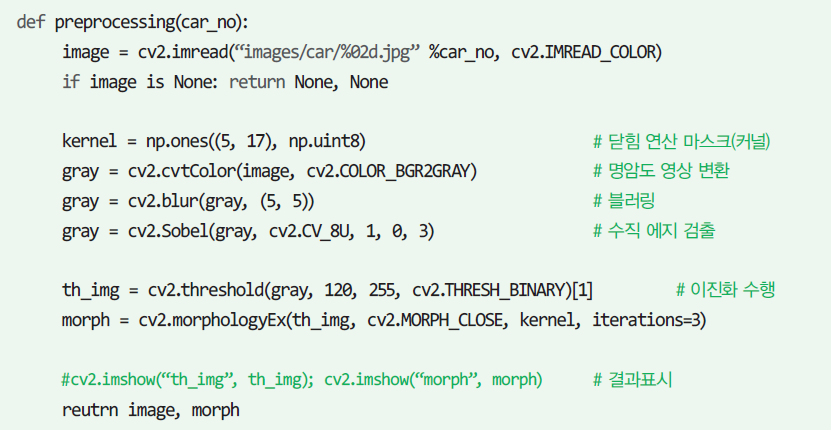 def preprocessing(car_no):
image = cv2.imread(“images/car/%02d.jpg” %car_no, cv2.IMREAD_COLOR)
if image is None: return None, None
kernel = np.ones((5, 17), np.uint8) # 닫힘 연산 마스크(커널)
gray = cv2.cvtColor(image, cv2.COLOR_BGR2GRAY) # 명암도 영상 변환
gray = cv2.blur(gray, (5, 5)) # 블러링
gray = cv2.Sobel(gray, cv2.CV_8U, 1, 0, 3) # 수직 에지 검출
th_img = cv2.threshold(gray, 120, 255, cv2.THRESH_BINARY)[1] # 이진화 수행
morph = cv2.morphologyEx(th_img, cv2.MORPH_CLOSE, kernel, iterations=3)
#cv2.imshow(“th_img”, th_img); cv2.imshow(“morph”, morph) # 결과표시
reutrn image, morph